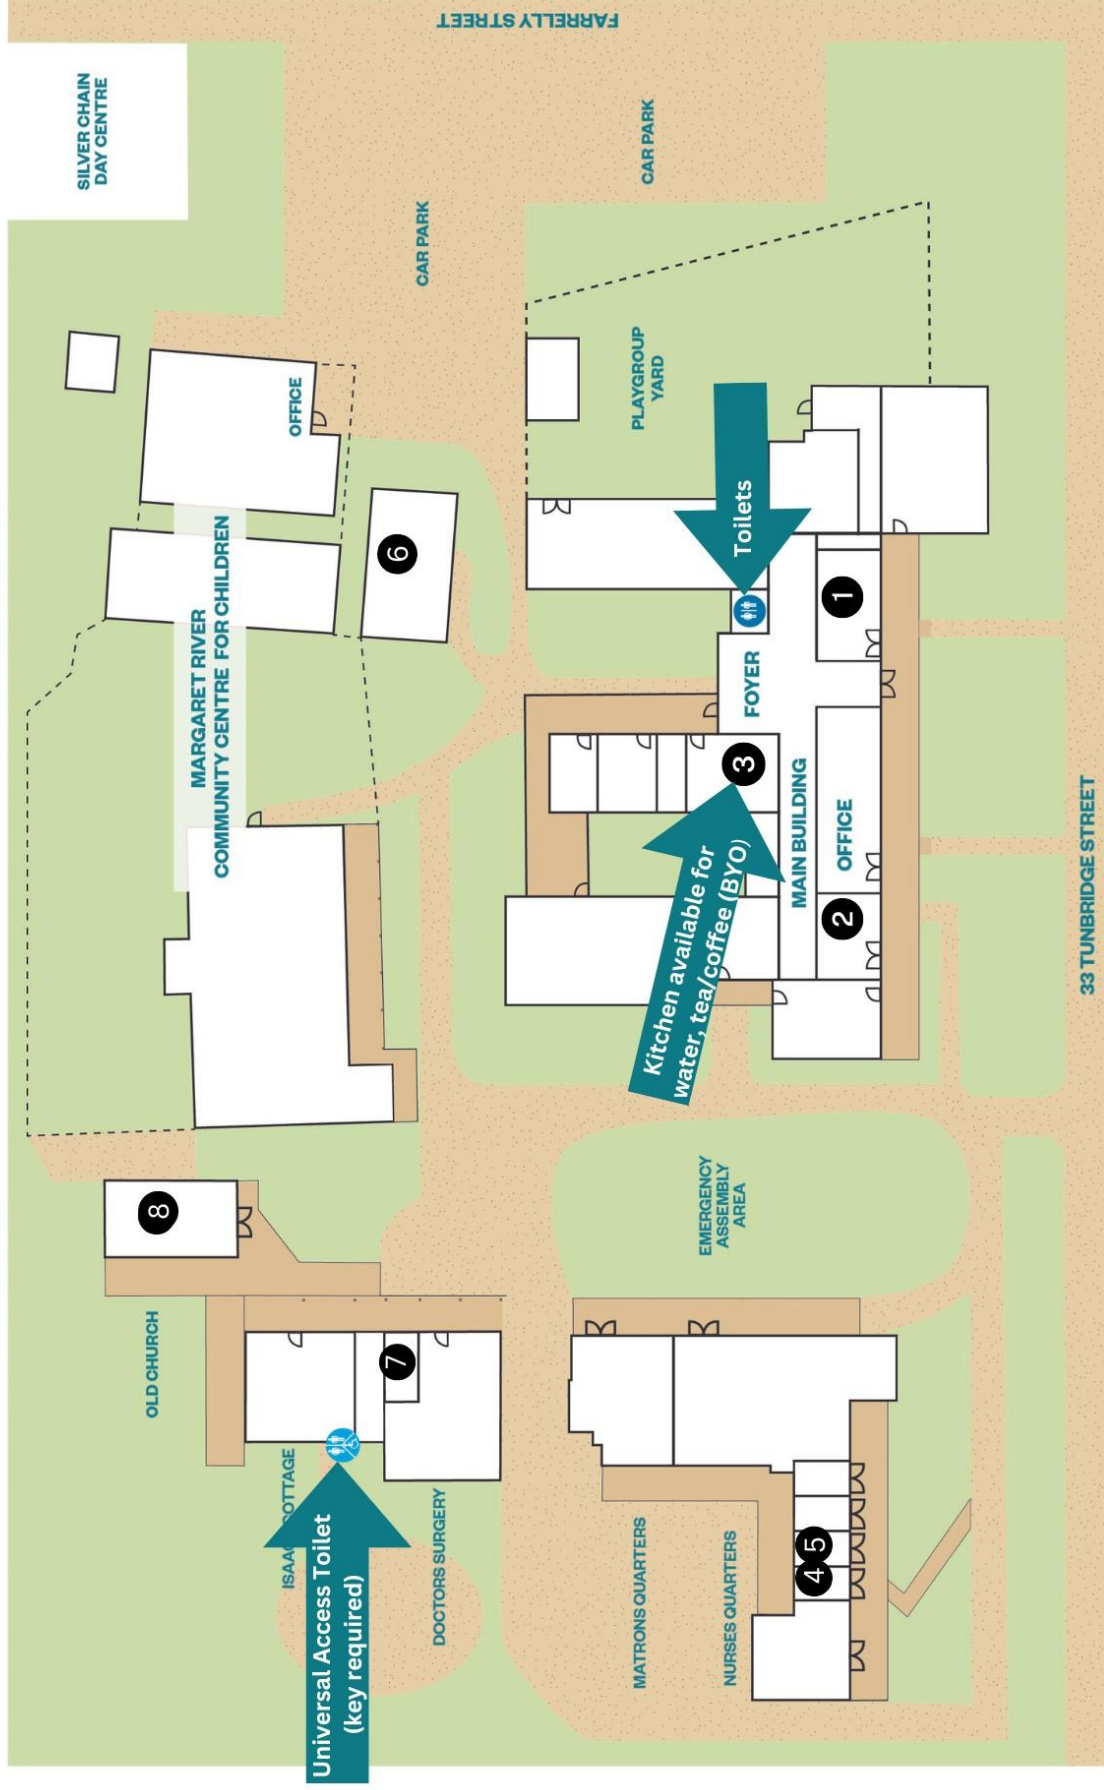 FARRELLY STREET
SILVER CHAIN
DAY CENTRE
CAR PARK
CAR PARK
OFFICE
PLAYGROUP
YARD
MARGARET RIVER
COMMUNITY CENTRE FOR CHILDREN
6
Toilets
1
FOYER
3
MAIN BUILDING
OFFICE
2
Kitchen available for
water, tea/coffee (BYO)
33 TUNBRIDGE STREET
8
EMERGENCY
ASSEMBLY
AREA
OLD CHURCH
7
COTTAGE
DOCTORS SURGERY
Universal Access Toilet
(key required)
MATRONS QUARTERS
NURSES QUARTERS
4
5